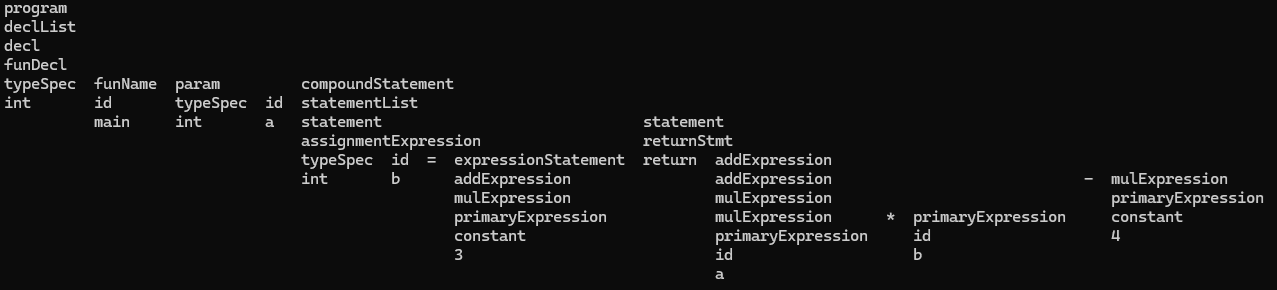 program
declList
decl
funDecl
typeSpec  funName  param         compoundStatement
int       id       typeSpec  id  statementList
          main     int       a   statement                             statement
                                 assignmentExpression                  returnStmt
                                 typeSpec  id  =  expressionStatement  return  addExpression
                                 int       b      addExpression                addExpression                            -  mulExpression
                                                  mulExpression                mulExpression                               primaryExpression
                                                  primaryExpression            mulExpression      *  primaryExpression     constant
                                                  constant                     primaryExpression     id                    4
                                                  3                            id                    b
                                                                               a